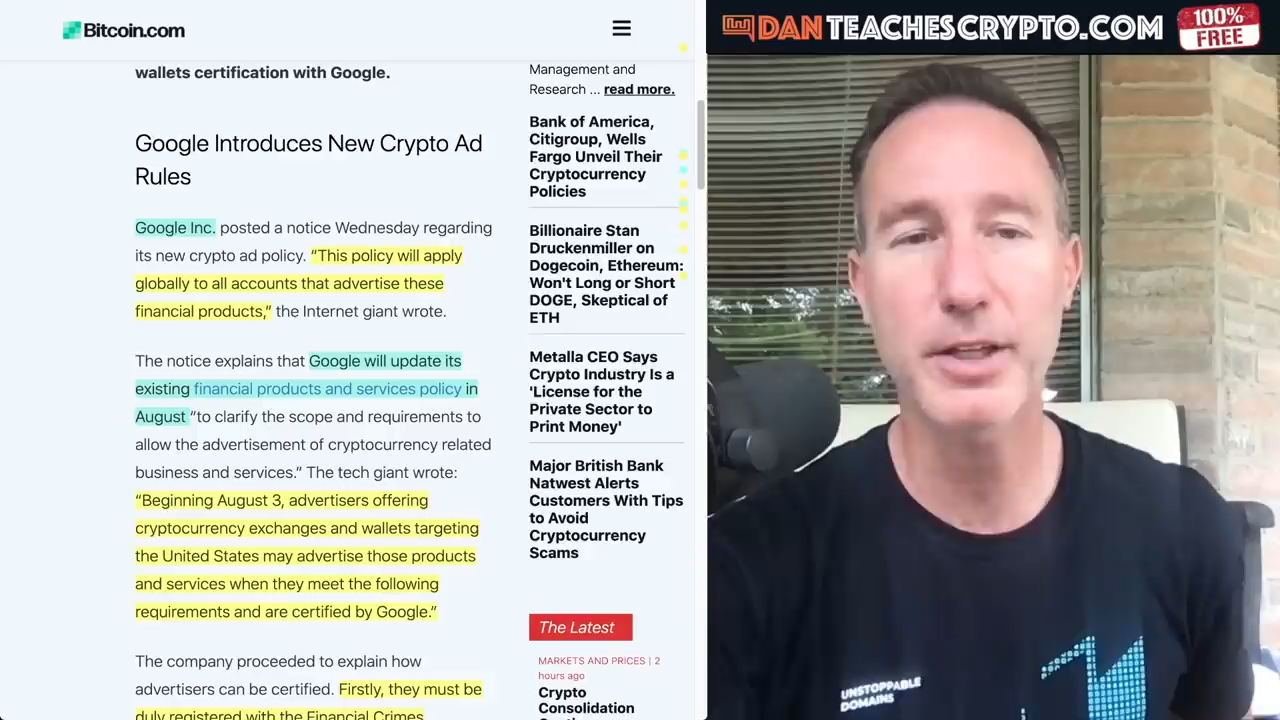 Bitcoin.com
DANTEACHESCRYPTO.COM
100%
FREE
wallets certification with Google.
Google Introduces New Crypto Ad
Rules
Google Inc. posted a notice Wednesday regarding
its new crypto ad policy. “This policy will apply
globally to all accounts that advertise these
financial products,” the Internet giant wrote.
The notice explains that Google will update its
existing financial products and services policy in
August “to clarify the scope and requirements to
allow the advertisement of cryptocurrency related
business and services.” The tech giant wrote:
“Beginning August 3, advertisers offering
cryptocurrency exchanges and wallets targeting
the United States may advertise those products
and services when they meet the following
requirements and are certified by Google.”
The company proceeded to explain how
advertisers can be certified. Firstly, they must be
duly registered with the Financial Crimes
Management and
Research ... read more.
Bank of America,
Citigroup, Wells
Fargo Unveil Their
Cryptocurrency
Policies
Billionaire Stan
Druckenmiller on
Dogecoin, Ethereum:
Won't Long or Short
DOGE, Skeptical of
ETH
Metalla CEO Says
Crypto Industry Is a
'License for the
Private Sector to
Print Money'
Major British Bank
Natwest Alerts
Customers With Tips
to Avoid
Cryptocurrency
Scams
The Latest
MARKETS AND PRICES | 2
hours ago
Crypto
Consolidation
UNSTOPPABLE
DOMAINS